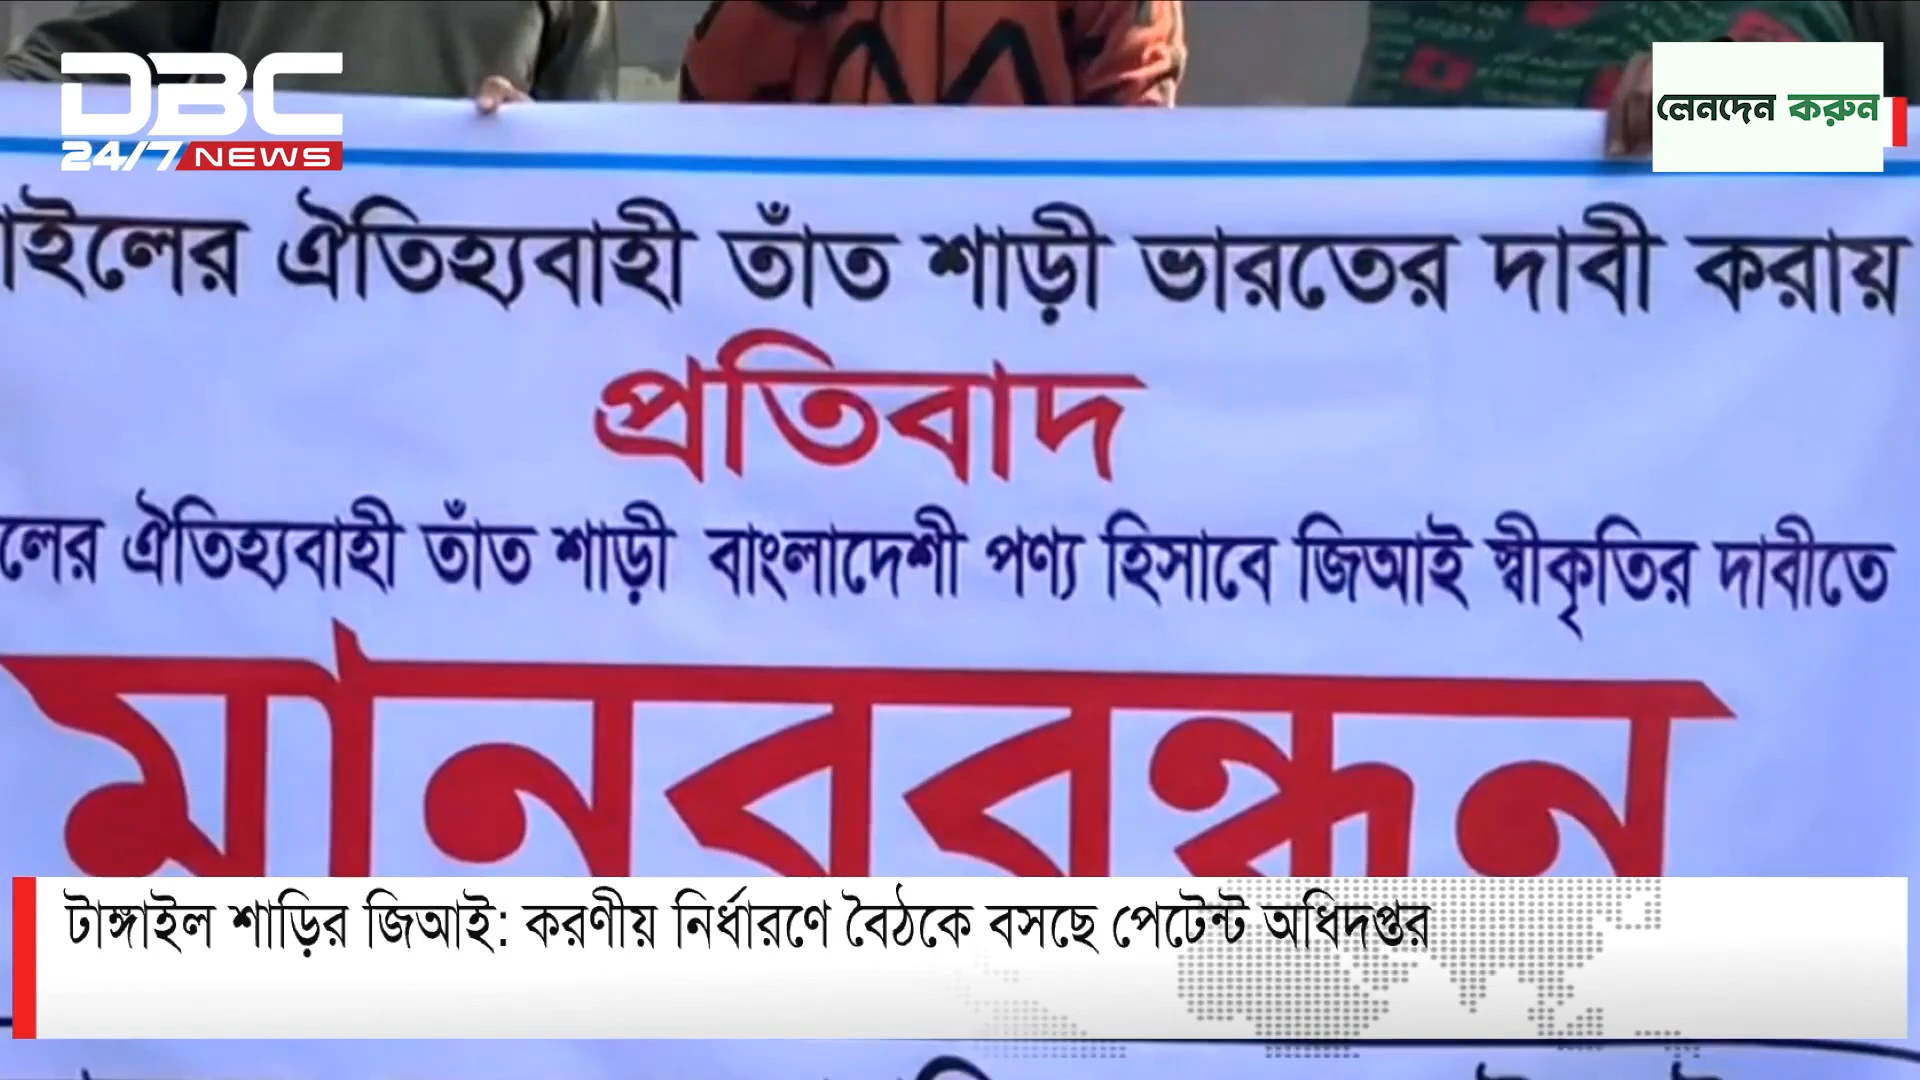 DBC
24/7 NEWS
লেনদেন করুন
াইলের ঐতিহ্যবাহী তাঁত শাড়ী ভারতের দাবী করায়
প্রতিবাদ
লের ঐতিহ্যবাহী তাঁত শাড়ী বাংলাদেশী পণ্য হিসাবে জিআই স্বীকৃতির দাবীতে
মানববন্ধন
টাঙ্গাইল শাড়ির জিআই: করণীয় নির্ধারণে বৈঠকে বসছে পেটেন্ট অধিদপ্তর